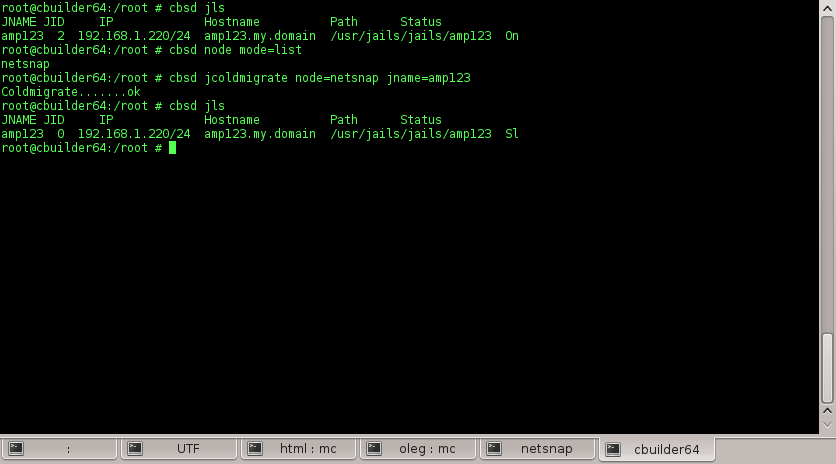 root@cbuilder64:/root # cbsd jls
JNAME JID     IP             Hostname          Path      Status
amp123  2  192.168.1.220/24  amp123.my.domain  /usr/jails/jails/amp123  On
root@cbuilder64:/root # cbsd node mode=list
netsnap
root@cbuilder64:/root # cbsd jcoldmigrate node=netsnap jname=amp123
Coldmigrate.......ok
root@cbuilder64:/root # cbsd jls
JNAME JID     IP             Hostname          Path      Status
amp123  0  192.168.1.220/24  amp123.my.domain  /usr/jails/jails/amp123  Sl
root@cbuilder64:/root #
: UTF html : mc oleg : mc netsnap cbuilder64